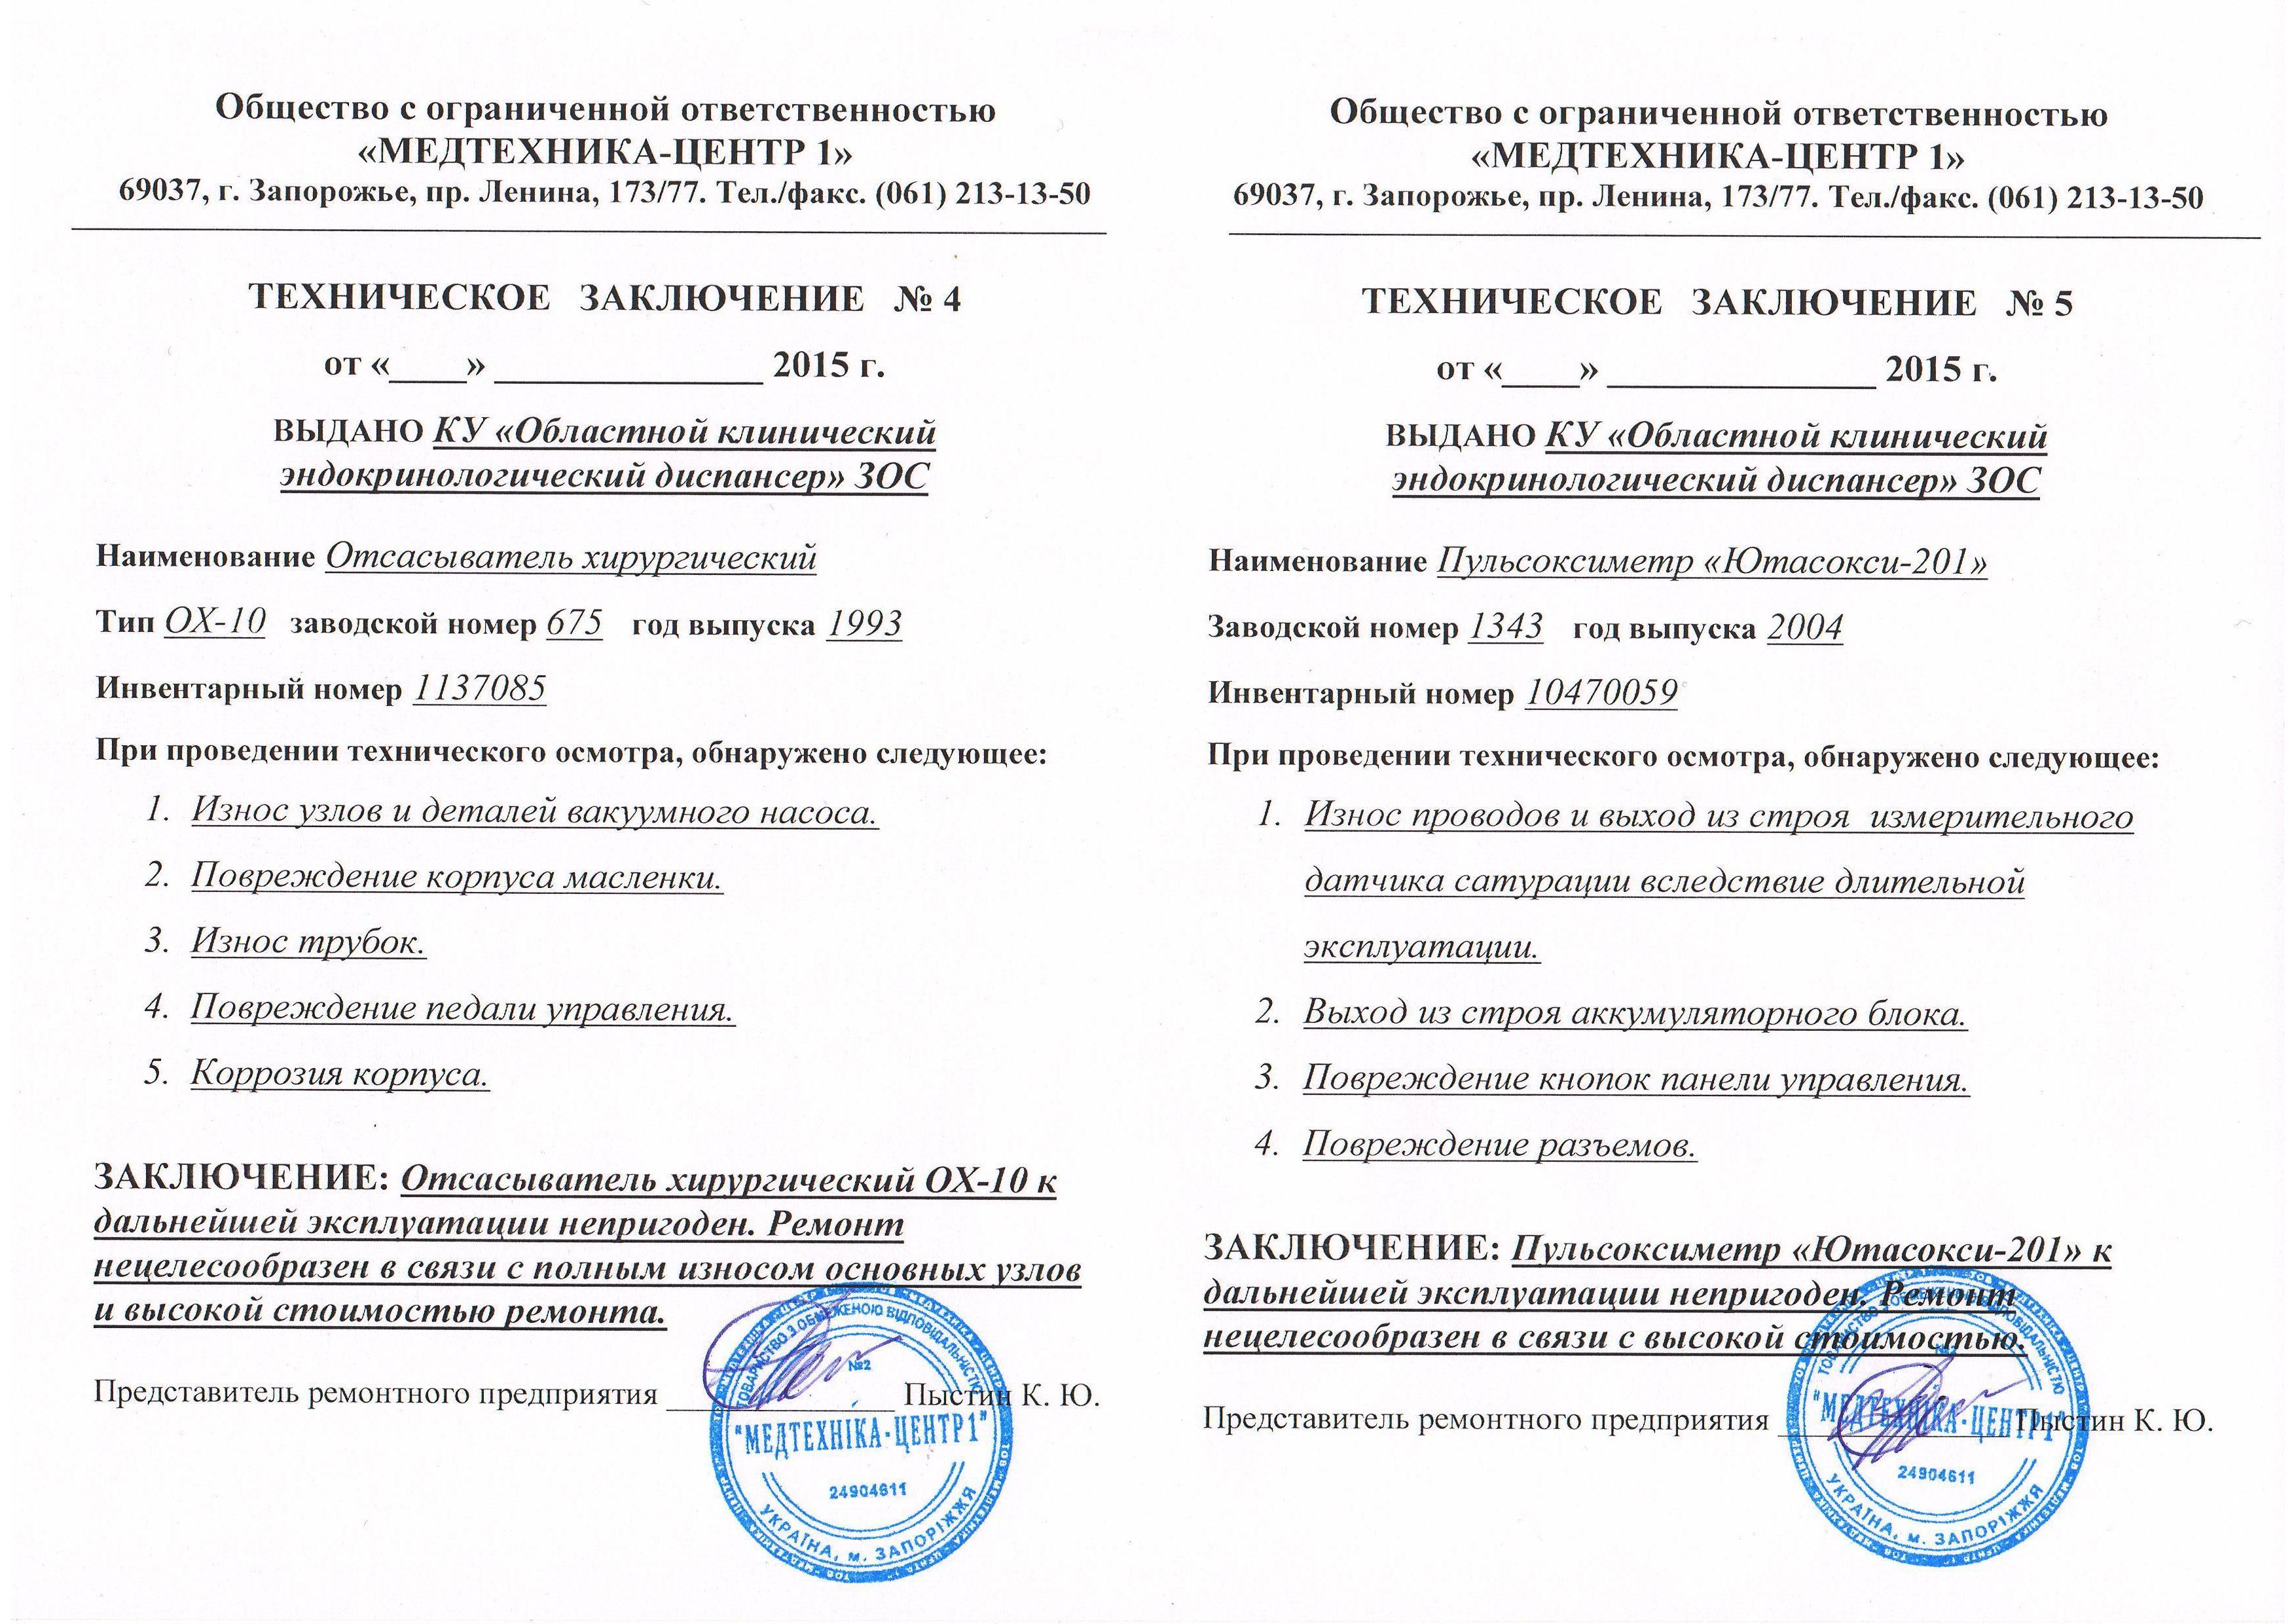 Общество с ограниченной ответственностью
«МЕДТЕХНИКА-ЦЕНТР 1»
69037, г. Запорожье, пр. Ленина, 173/77. Тел./факс. (061) 213-13-50
ТЕХНИЧЕСКОЕ ЗАКЛЮЧЕНИЕ № 4
от «____» ______________ 2015 г.
ВЫДАНО КУ «Областной клинический
эндокринологический диспансер» ЗОС
Наименование Отсасыватель хирургический
Тип ОХ-10 заводской номер 675 год выпуска 1993
Инвентарный номер 1137085
При проведении технического осмотра, обнаружено следующее:
1. Износ узлов и деталей вакуумного насоса.
2. Повреждение корпуса масленки.
3. Износ трубок.
4. Повреждение педали управления.
5. Коррозия корпуса.
ЗАКЛЮЧЕНИЕ: Отсасыватель хирургический ОХ-10 к
дальнейшей эксплуатации непригоден. Ремонт
нецелесообразен в связи с полным износом основных узлов
и высокой стоимостью ремонта.
Представитель ремонтного предприятия ______________ Пыстин К. Ю.
ТОВАРИСТВО З ОБМЕЖЕНОЮ ВІДПОВІДАЛЬНІСТЮ
№2
"МЕДТЕХНІКА-ЦЕНТР1"
24904611
УКРАЇНА, м. ЗАПОРІЖЖЯ
Общество с ограниченной ответственностью
«МЕДТЕХНИКА-ЦЕНТР 1»
69037, г. Запорожье, пр. Ленина, 173/77. Тел./факс. (061) 213-13-50
ТЕХНИЧЕСКОЕ ЗАКЛЮЧЕНИЕ № 5
от «____» ______________ 2015 г.
ВЫДАНО КУ «Областной клинический
эндокринологический диспансер» ЗОС
Наименование Пульсоксиметр «Ютасокси-201»
Заводской номер 1343 год выпуска 2004
Инвентарный номер 10470059
При проведении технического осмотра, обнаружено следующее:
1. Износ проводов и выход из строя измерительного
датчика сатурации вследствие длительной
эксплуатации.
2. Выход из строя аккумуляторного блока.
3. Повреждение кнопок панели управления.
4. Повреждение разъемов.
ЗАКЛЮЧЕНИЕ: Пульсоксиметр «Ютасокси-201» к
дальнейшей эксплуатации непригоден. Ремонт
нецелесообразен в связи с высокой стоимостью.
Представитель ремонтного предприятия ______________ Пыстин К. Ю.
ТОВАРИСТВО З ОБМЕЖЕНОЮ ВІДПОВІДАЛЬНІСТЮ
№2
"МЕДТЕХНІКА-ЦЕНТР1"
24904611
УКРАЇНА, м. ЗАПОРІЖЖЯ